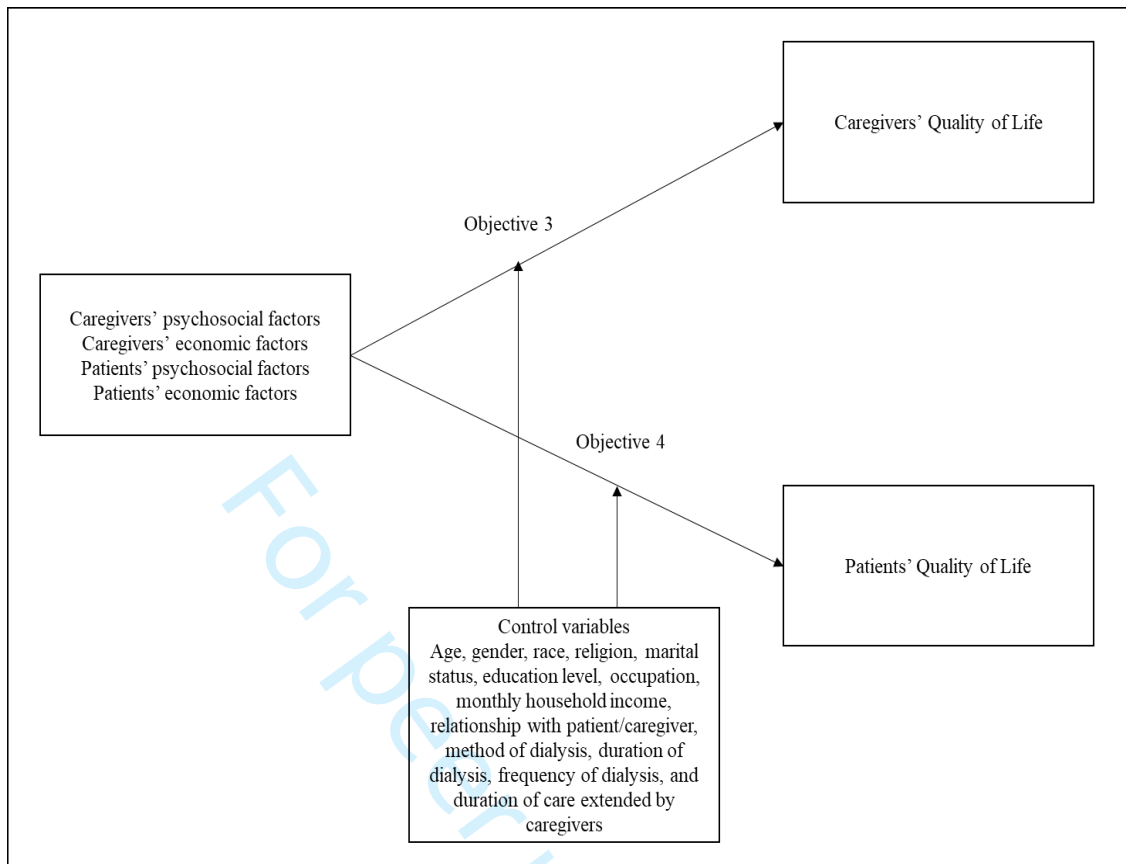 Caregivers’ Quality of Life
Objective 3
Caregivers’ psychosocial factors
Caregivers’ economic factors
Patients’ psychosocial factors
Patients’ economic factors
Objective 4
Patients’ Quality of Life
Control variables
Age, gender, race, religion, marital
status, education level, occupation,
monthly household income,
relationship with patient/caregiver,
method of dialysis, duration of
dialysis, frequency of dialysis, and
duration of care extended by
caregivers
For peer